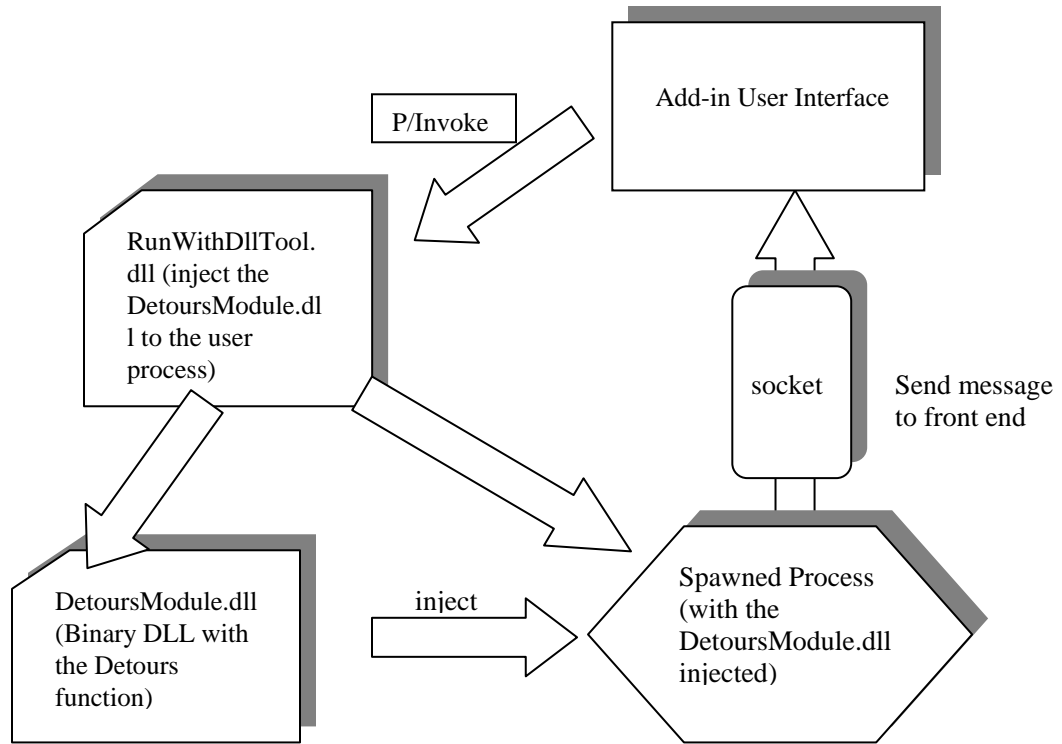 Add-in User Interface
P/Invoke
RunWithDllTool.
dll (inject the
DetoursModule.dl
l to the user
process)
socket
Send message
to front end
DetoursModule.dll
(Binary DLL with
the Detours
function)
inject
Spawned Process
(with the
DetoursModule.dll
injected)